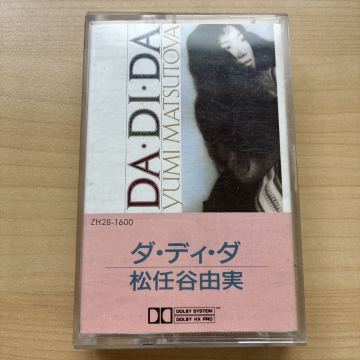 DA・DI・DA
YUMI MATSUTOYA
ZH28-1600
ダ・ディ・ダ
松任谷由実
DOLBY SYSTEM
DOLBY HX PRO